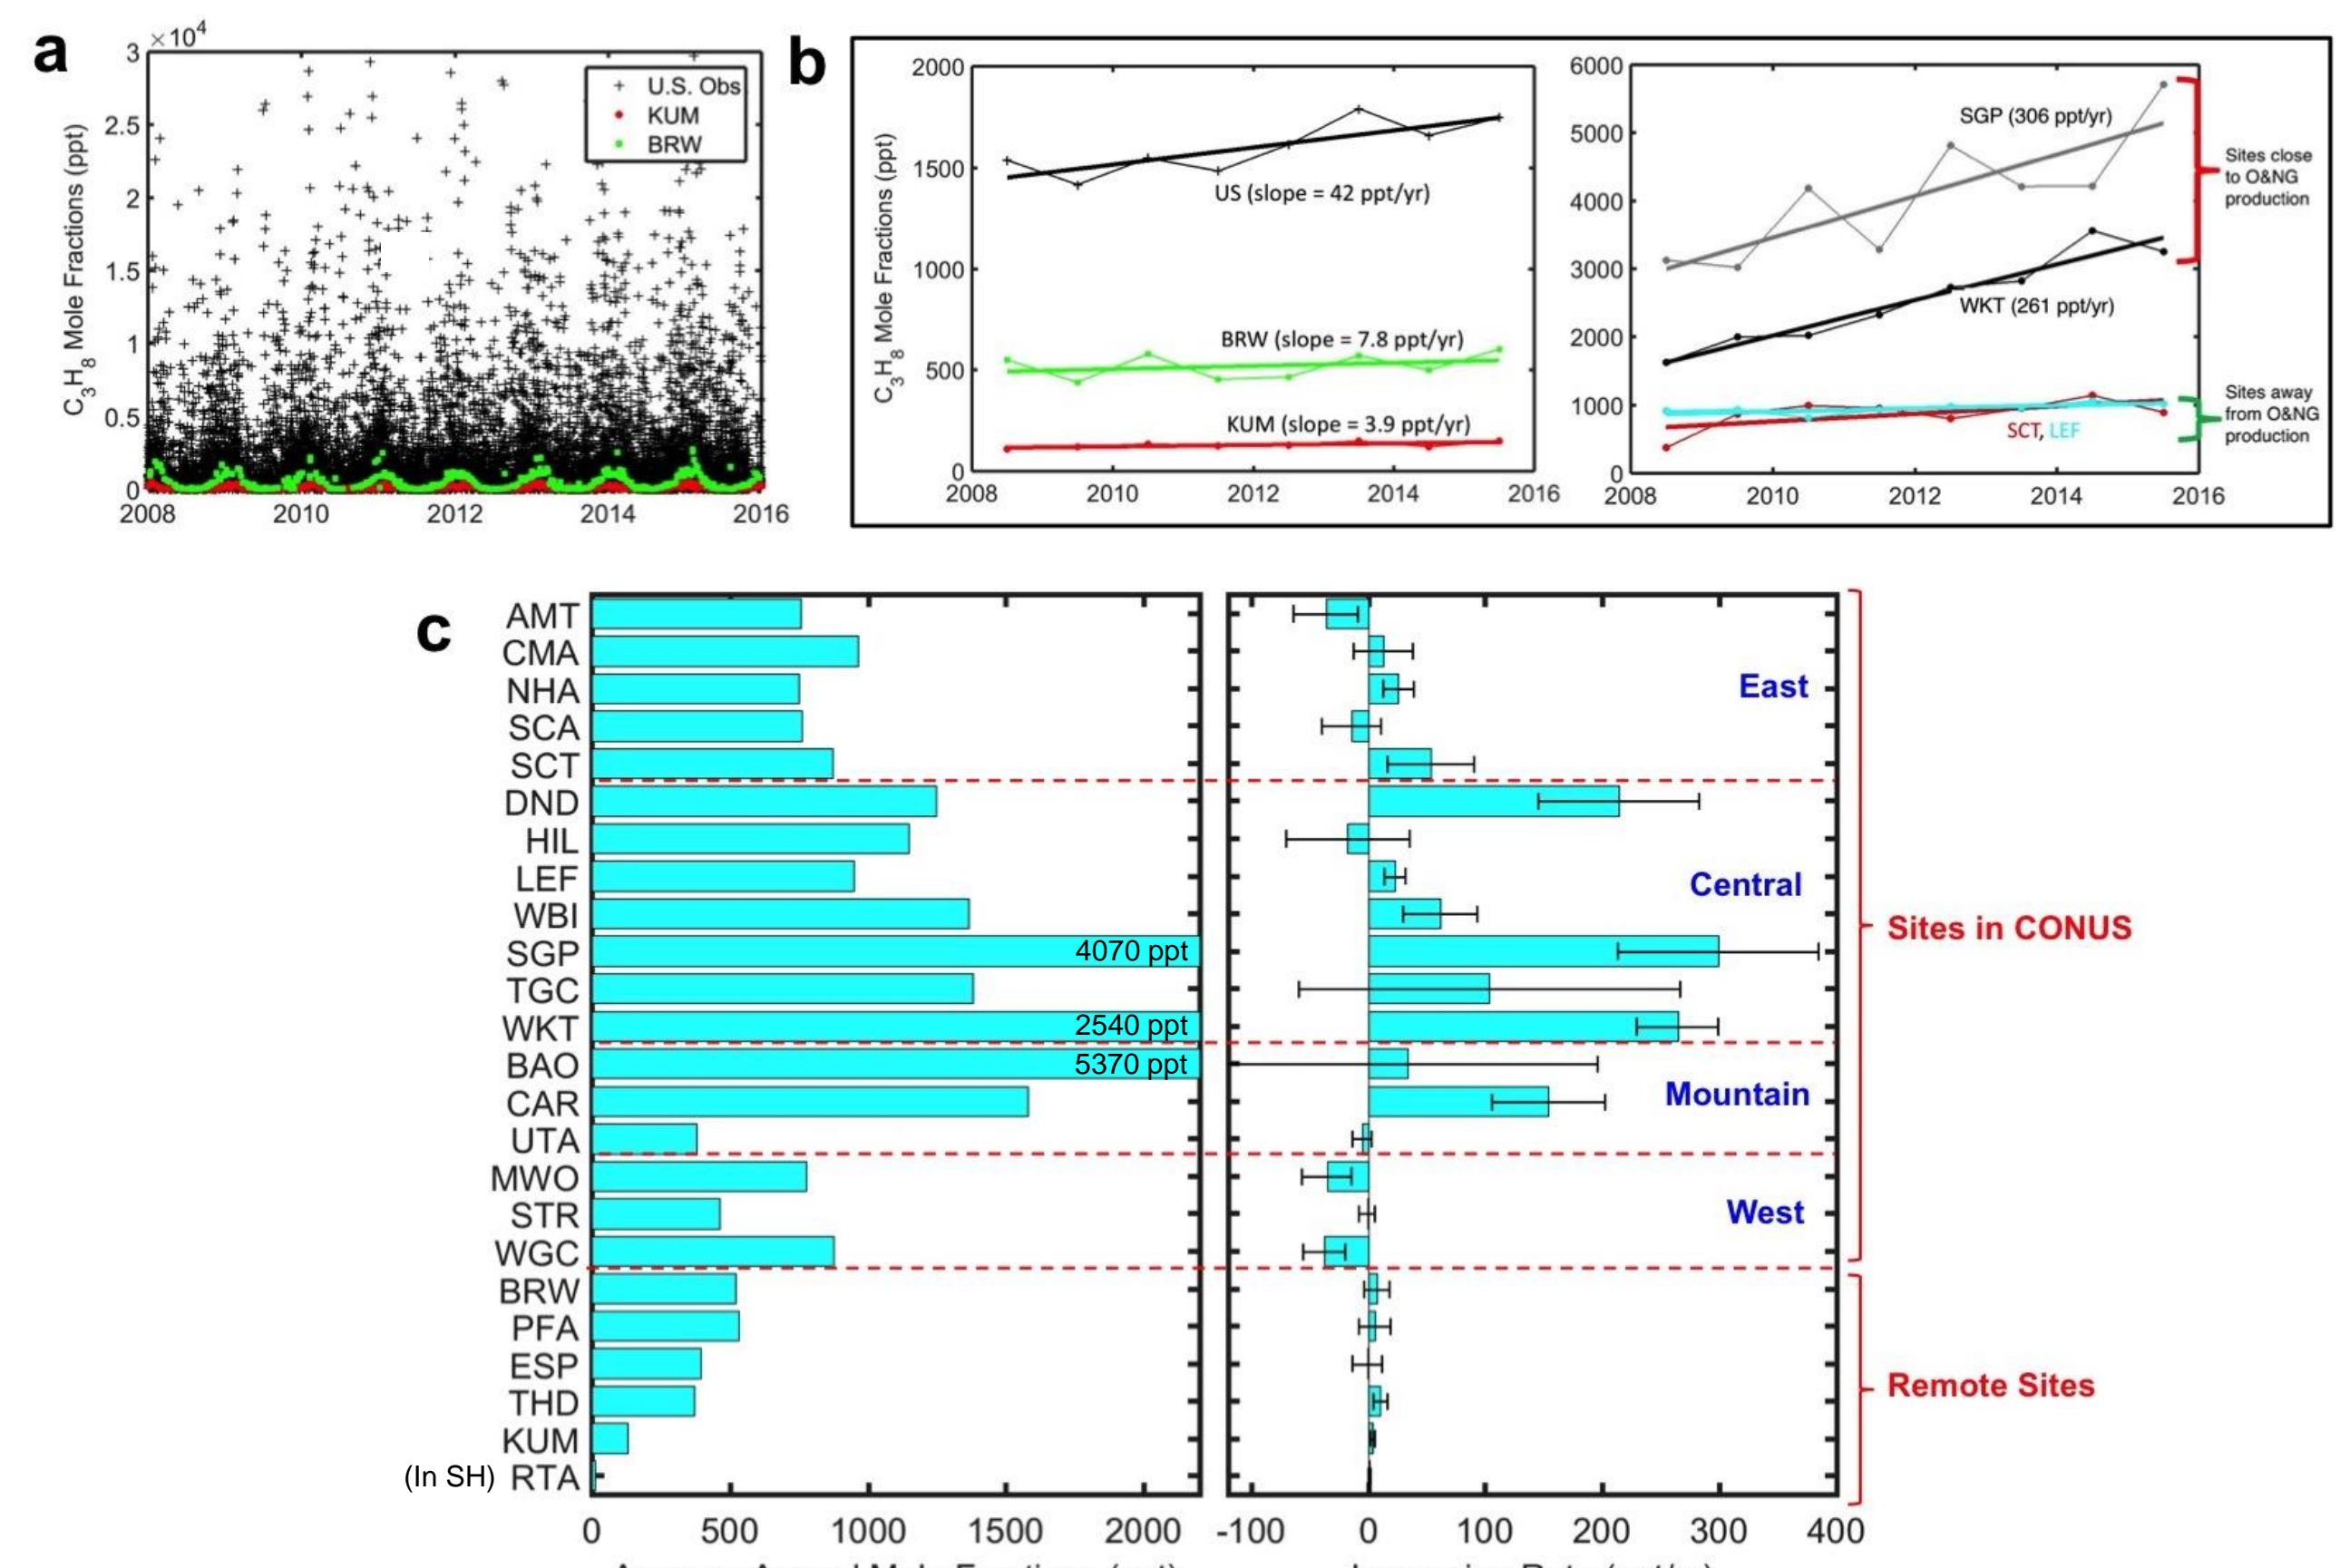 a
×10⁴
3
2.5
2
1.5
1
0.5
0
C₃H₈ Mole Fractions (ppt)
2008 2010 2012 2014 2016
U.S. Obs
KUM
BRW
b
2000
1500
1000
500
0
C₃H₈ Mole Fractions (ppt)
2008 2010 2012 2014 2016
US (slope = 42 ppt/yr)
BRW (slope = 7.8 ppt/yr)
KUM (slope = 3.9 ppt/yr)
6000
5000
4000
3000
2000
1000
0
2008 2010 2012 2014 2016
SGP (306 ppt/yr)
WKT (261 ppt/yr)
SCT, LEF
Sites close
to O&NG
production
Sites away
from O&NG
production
c
AMT
CMA
NHA
SCA
SCT
DND
HIL
LEF
WBI
SGP
TGC
WKT
BAO
CAR
UTA
MWO
STR
WGC
BRW
PFA
ESP
THD
KUM
(In SH) RTA
4070 ppt
2540 ppt
5370 ppt
0 500 1000 1500 2000
East
Central
Mountain
West
-100 0 100 200 300 400
Sites in CONUS
Remote Sites